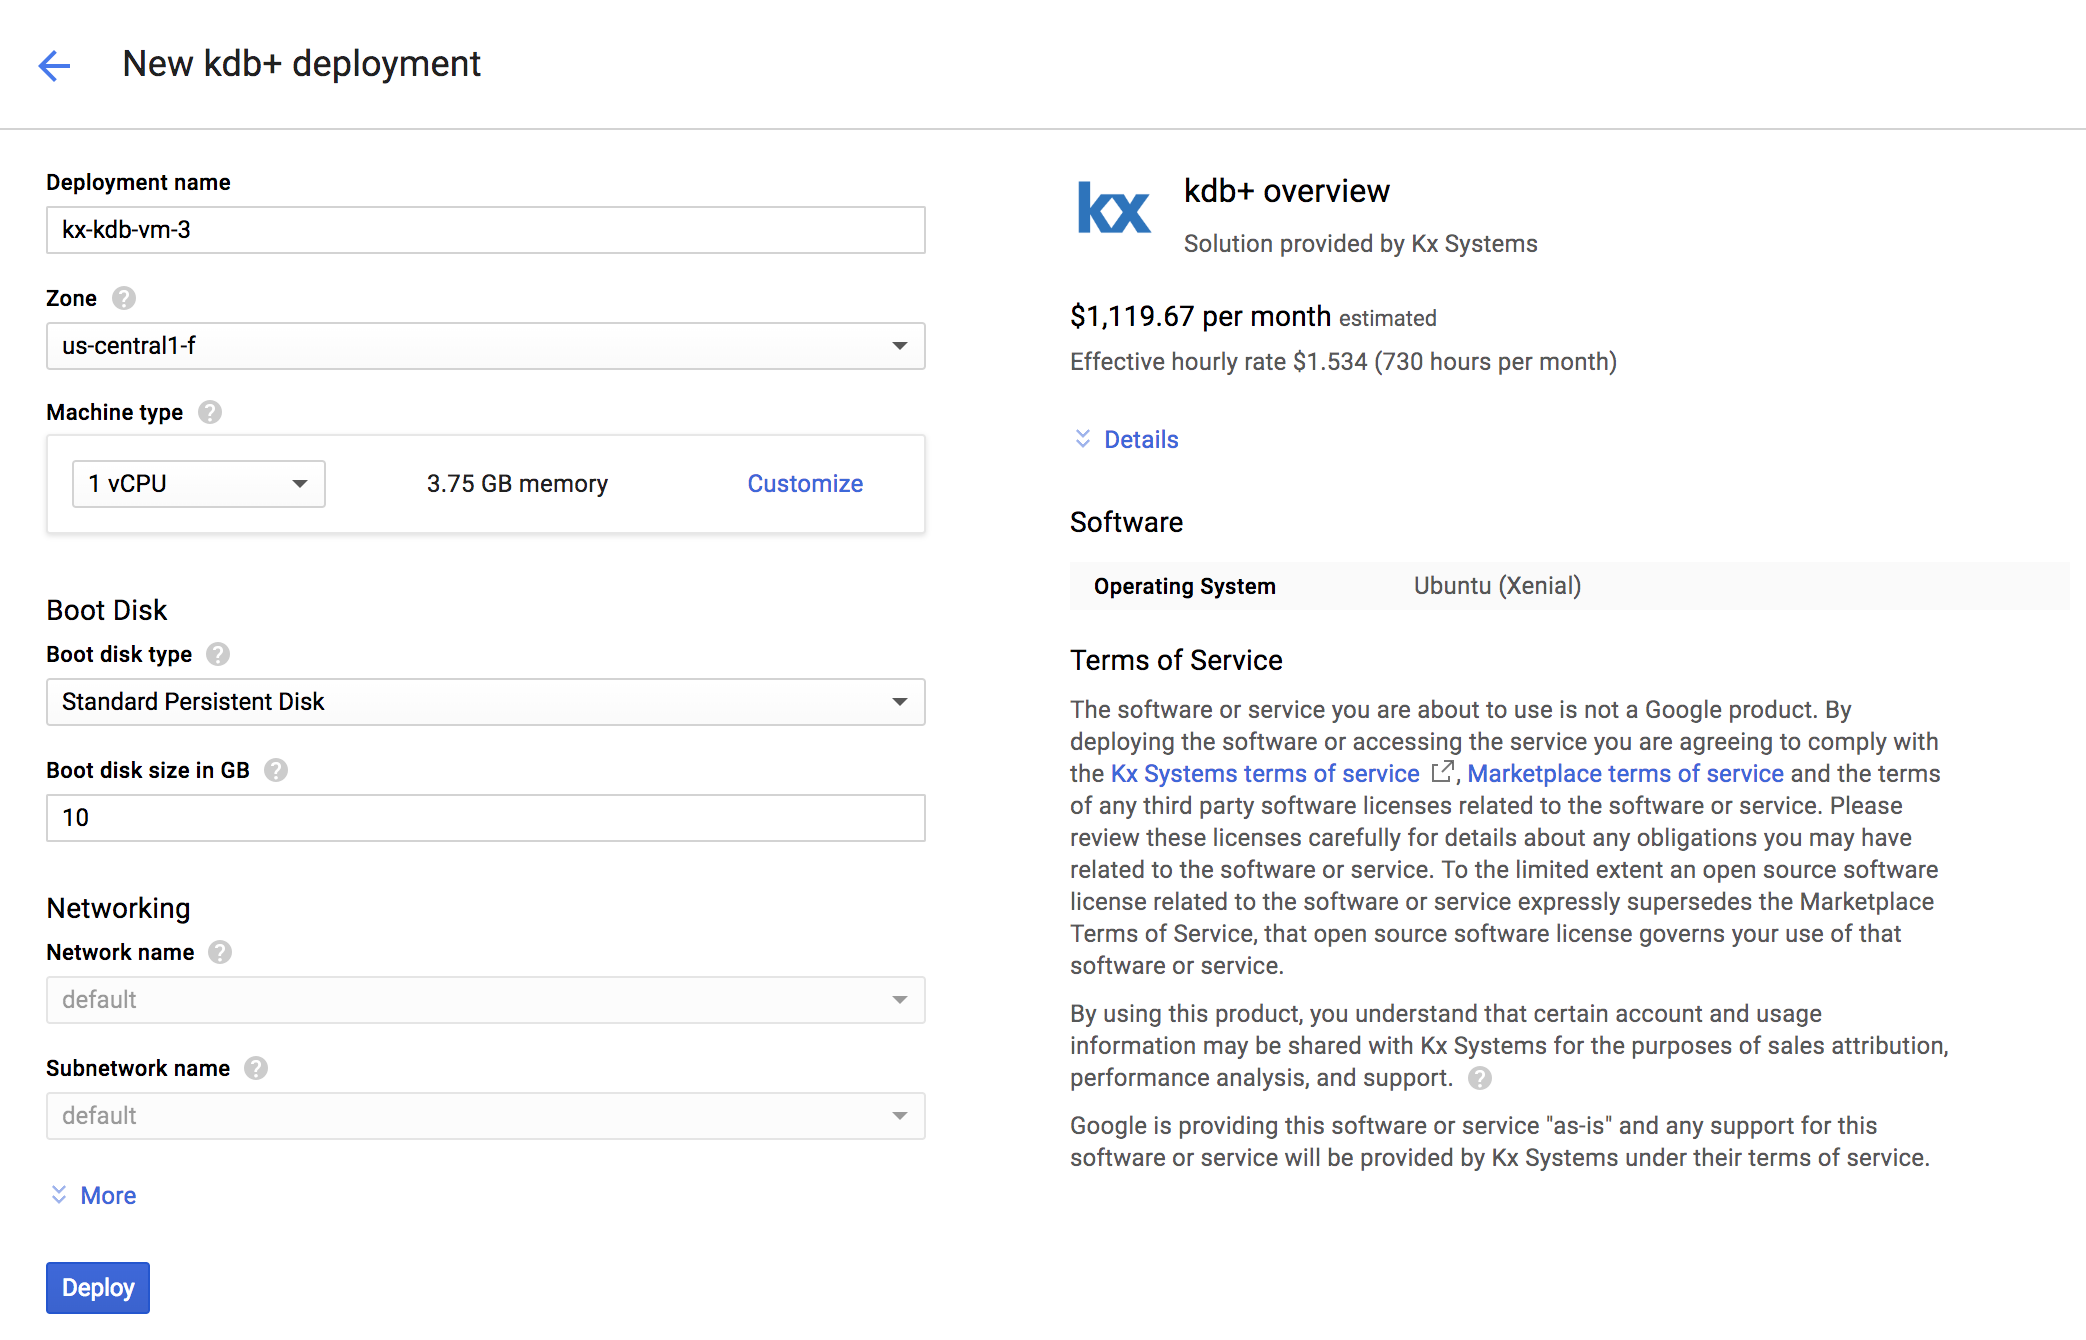 New kdb+ deployment
Deployment name
kx-kdb-vm-3
Zone ?
us-central1-f
Machine type ?
1 vCPU
3.75 GB memory
Customize
Boot Disk
Boot disk type ?
Standard Persistent Disk
Boot disk size in GB ?
10
Networking
Network name ?
default
Subnetwork name ?
default
More
Deploy
kx
kdb+ overview
Solution provided by Kx Systems
$1,119.67 per month estimated
Effective hourly rate $1.534 (730 hours per month)
Details
Software
Operating System Ubuntu (Xenial)
Terms of Service
The software or service you are about to use is not a Google product. By
deploying the software or accessing the service you are agreeing to comply with
the Kx Systems terms of service , Marketplace terms of service and the terms
of any third party software licenses related to the software or service. Please
review these licenses carefully for details about any obligations you may have
related to the software or service. To the limited extent an open source software
license related to the software or service expressly supersedes the Marketplace
Terms of Service, that open source software license governs your use of that
software or service.
By using this product, you understand that certain account and usage
information may be shared with Kx Systems for the purposes of sales attribution,
performance analysis, and support. ?
Google is providing this software or service "as-is" and any support for this
software or service will be provided by Kx Systems under their terms of service.